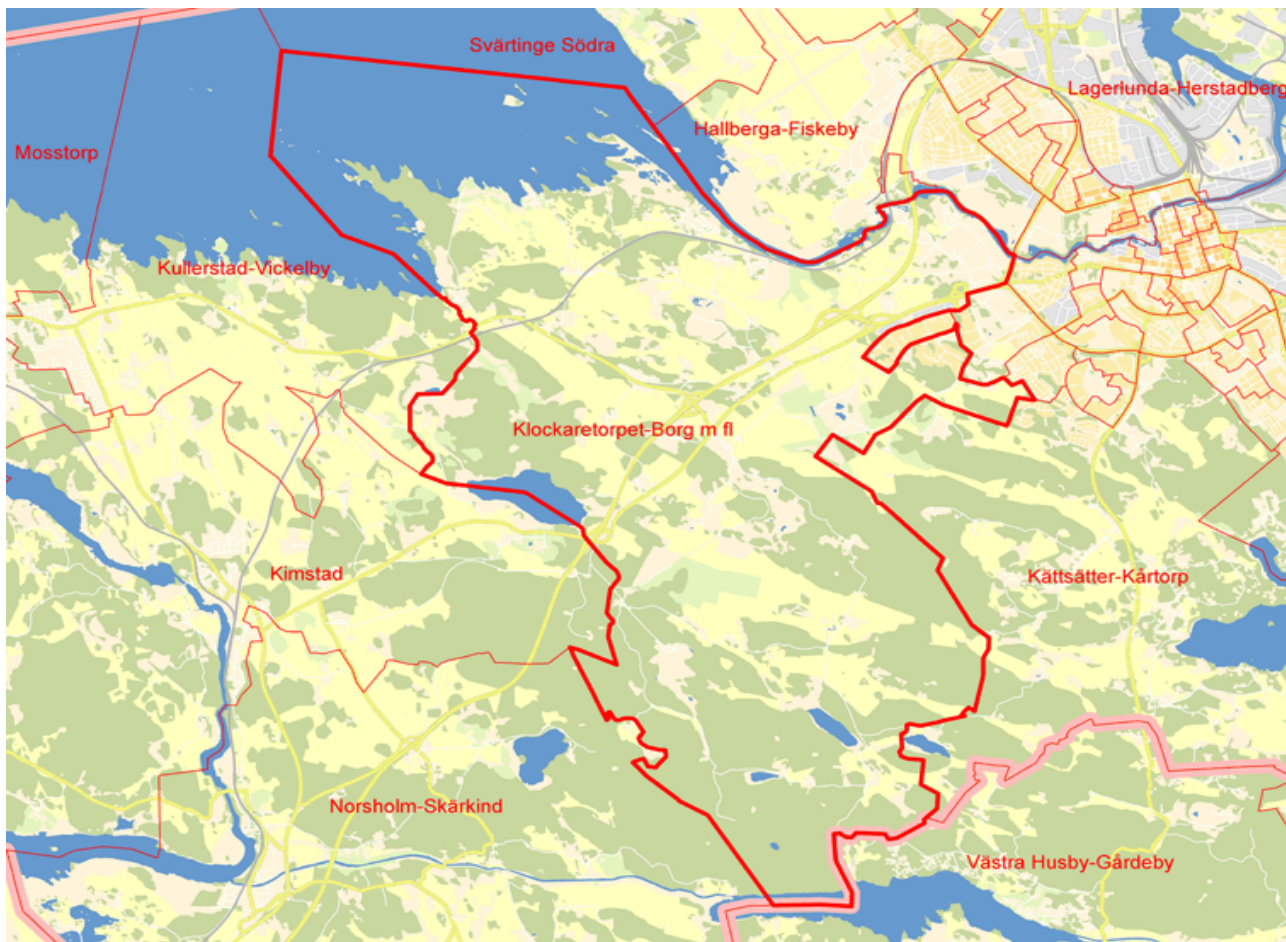 Svärtinge Södra
Lagerlunda-Herstadberg
Hallberga-Fiskeby
Mosstorp
Kullerstad-Vickelby
Klockaretorpet-Borg m fl
Kimstad
Kättsätter-Kårtorp
Norsholm-Skärkind
Västra Husby-Gårdeby